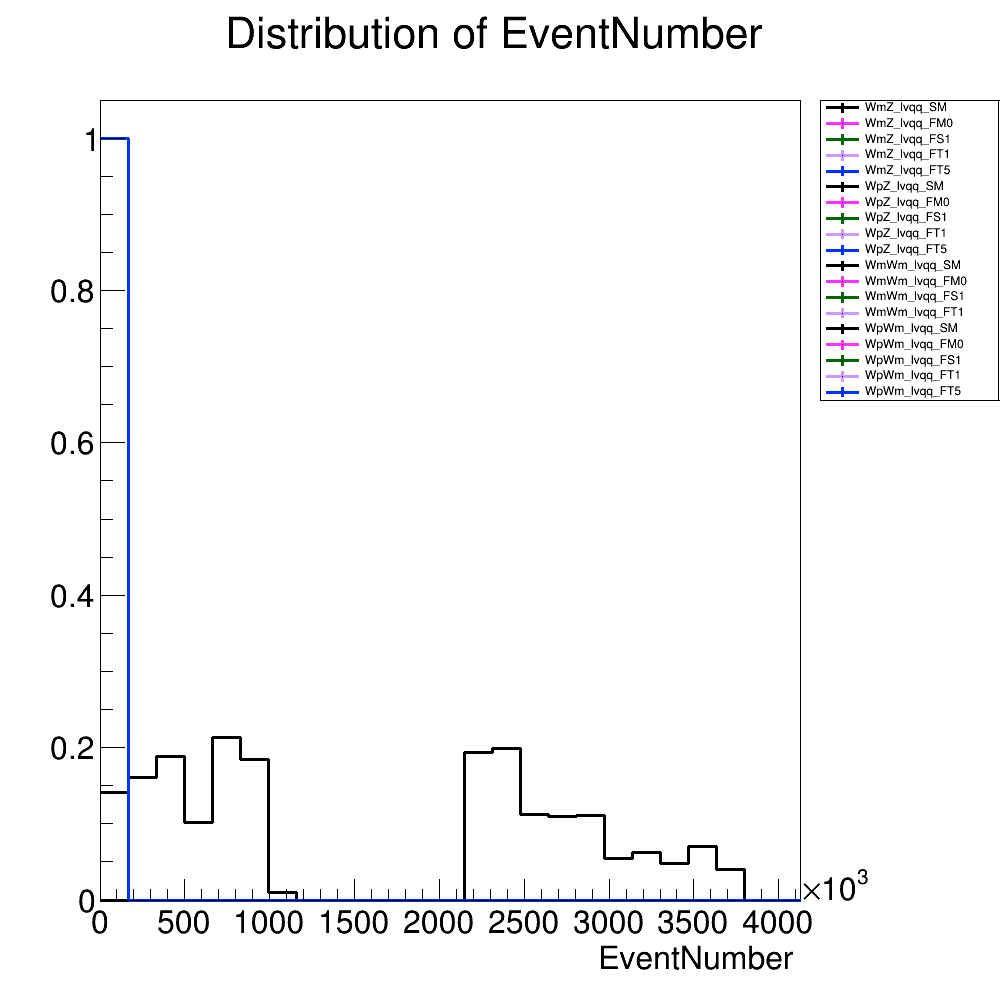 Distribution of EventNumber
1
0.8
0.6
0.4
0.2
0
0 500 1000 1500 2000 2500 3000 3500 4000
×10³
EventNumber
WmZ_lvqq_SM
WmZ_lvqq_FM0
WmZ_lvqq_FS1
WmZ_lvqq_FT1
WmZ_lvqq_FT5
WpZ_lvqq_SM
WpZ_lvqq_FM0
WpZ_lvqq_FS1
WpZ_lvqq_FT1
WpZ_lvqq_FT5
WmWm_lvqq_SM
WmWm_lvqq_FM0
WmWm_lvqq_FS1
WmWm_lvqq_FT1
WpWm_lvqq_SM
WpWm_lvqq_FM0
WpWm_lvqq_FS1
WpWm_lvqq_FT1
WpWm_lvqq_FT5